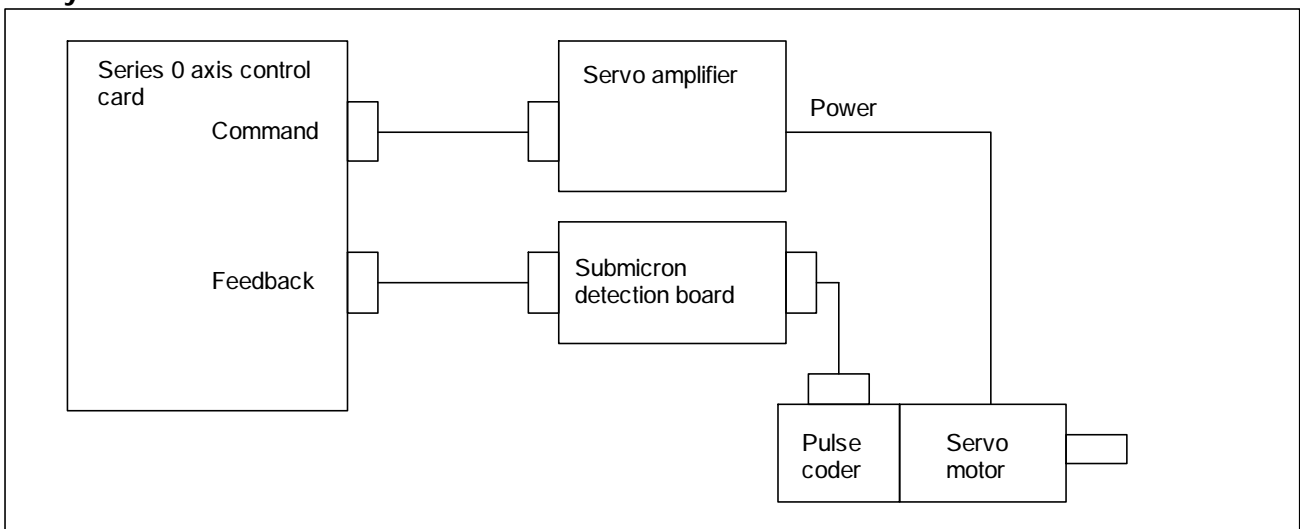 Series 0 axis control
card
Command
Servo amplifier
Power
Feedback
Submicron
detection board
Pulse
coder
Servo
motor